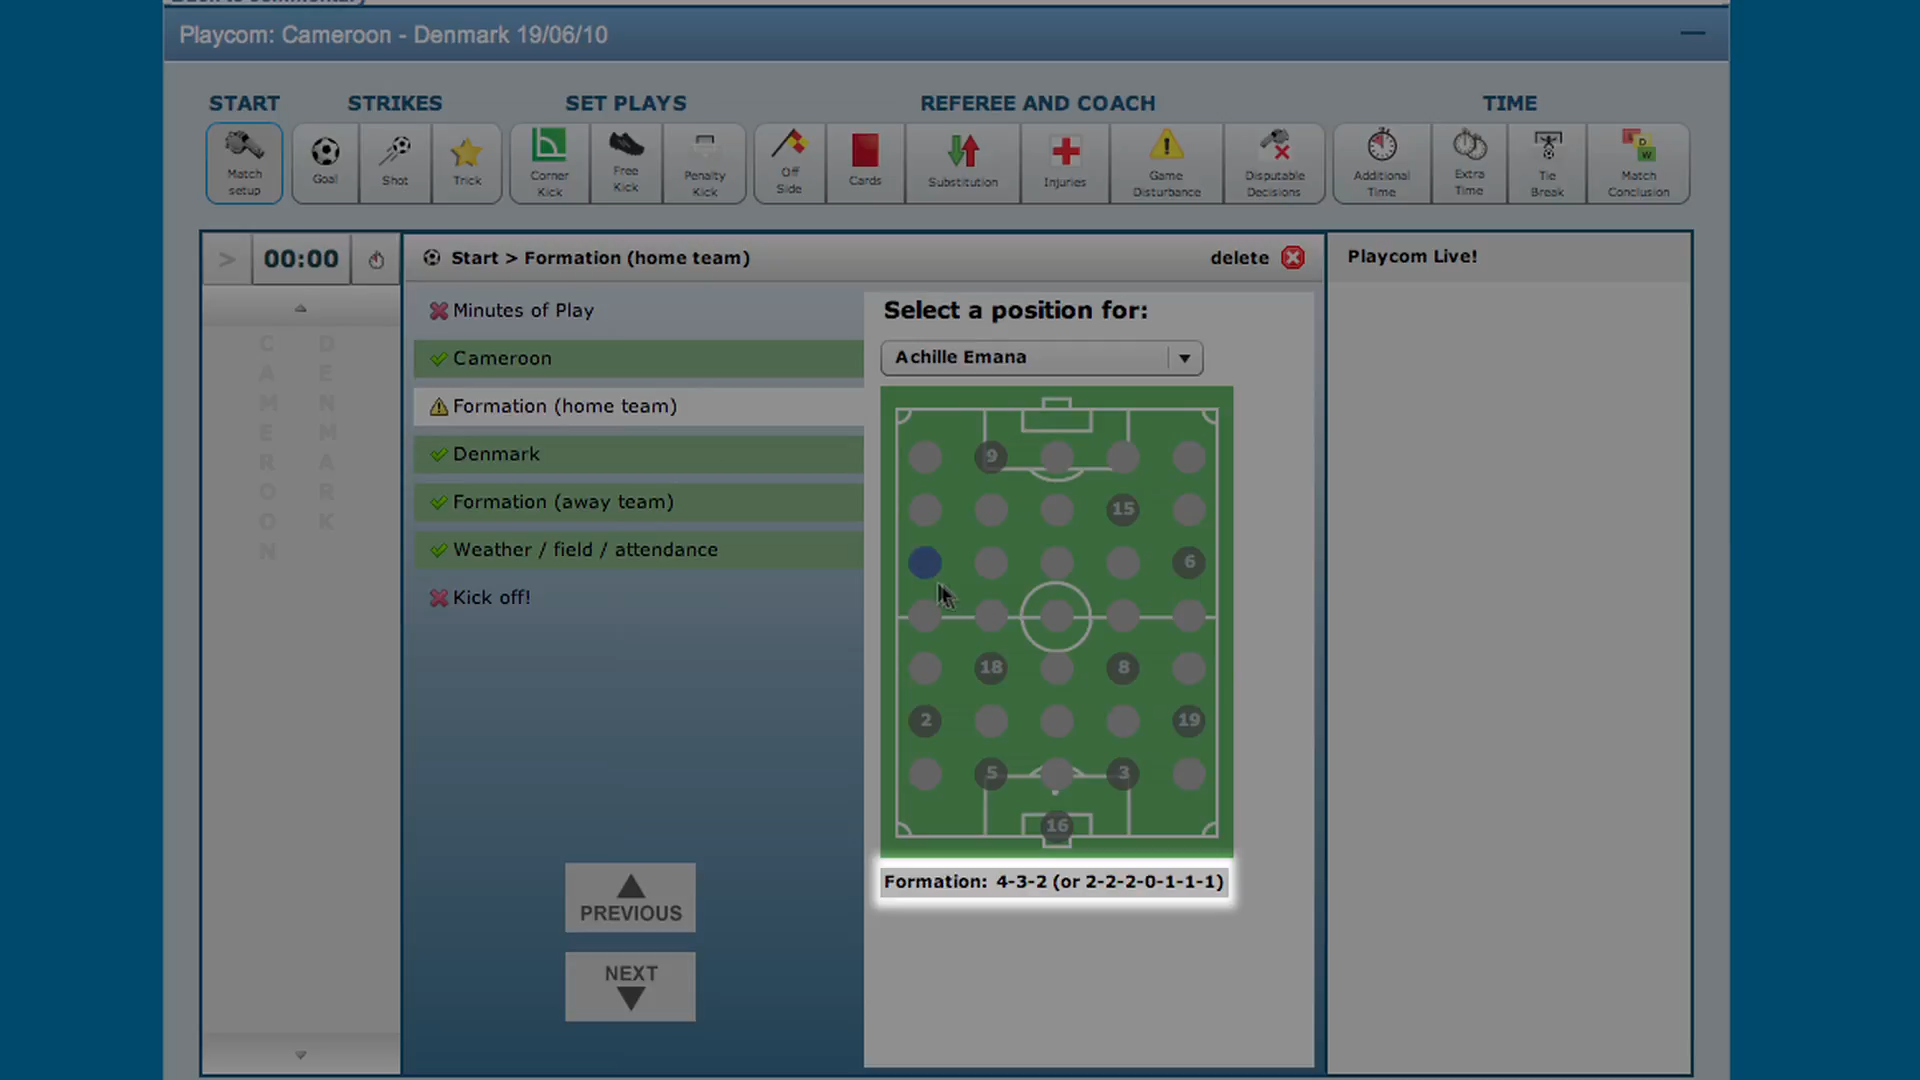 Playcom: Cameroon - Denmark 19/06/10
START STRIKES SET PLAYS REFEREE AND COACH TIME
Match setup
Goal
Shot
Trick
Corner Kick
Free Kick
Penalty Kick
Off Side
Cards
Substitution
Injuries
Game Disturbance
Disputable Decisions
Additional Time
Extra Time
Tie Break
Match Conclusion
> 00:00
CAMEROON
DENMARK
Start > Formation (home team)
delete
Minutes of Play
Cameroon
Formation (home team)
Denmark
Formation (away team)
Weather / field / attendance
Kick off!
PREVIOUS
NEXT
Select a position for:
Achille Emana
9
15
6
18 8
2 19
5 3
16
Formation: 4-3-2 (or 2-2-2-0-1-1-1)
Playcom Live!